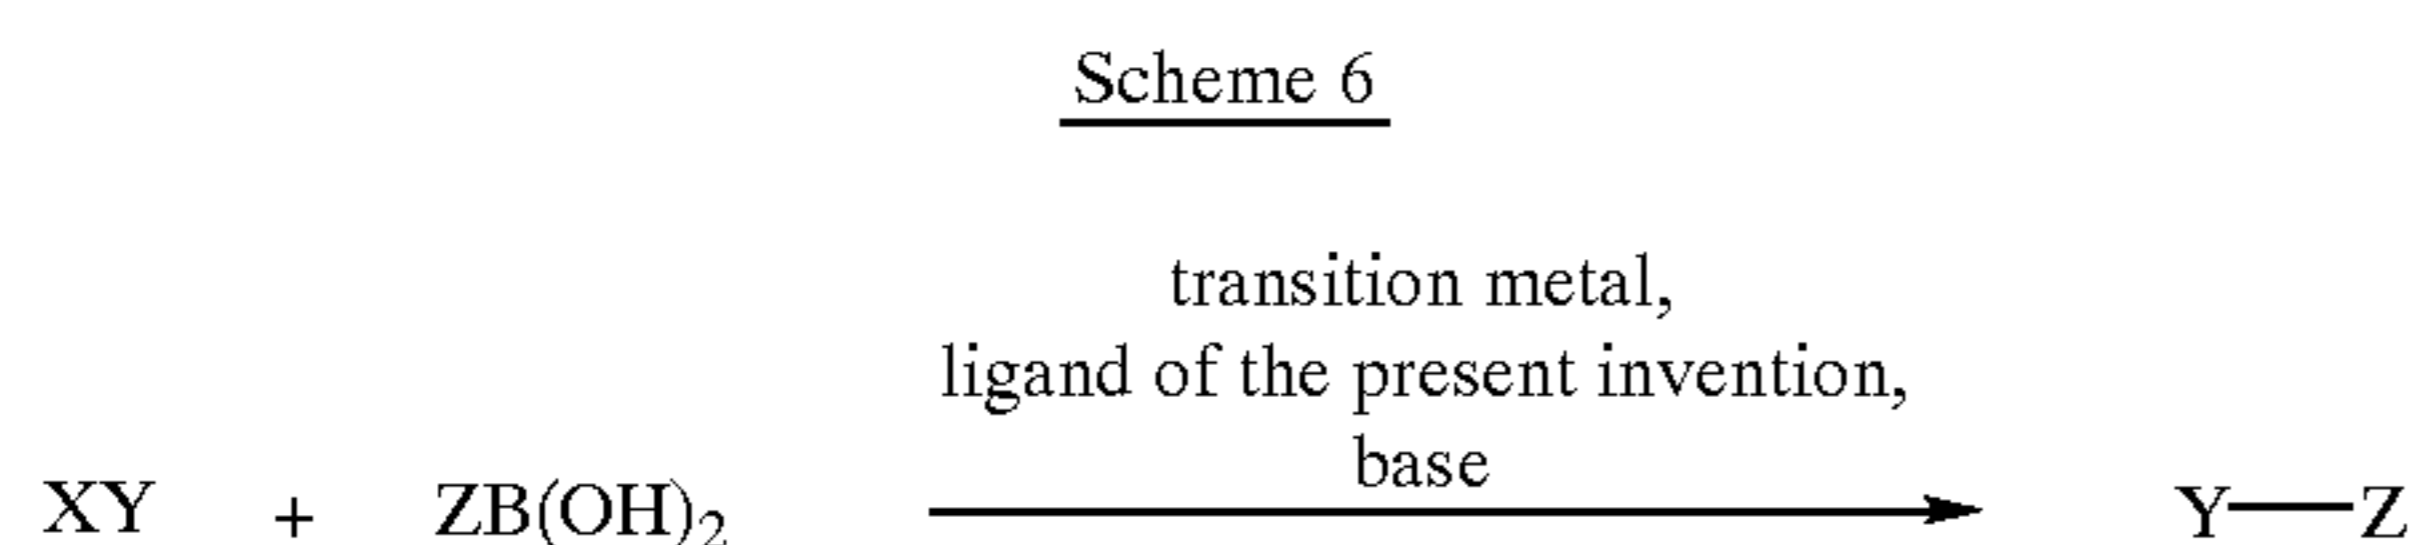 Scheme 6
transition metal,
ligand of the present invention,
base
XY + ZB(OH)₂ Y—Z